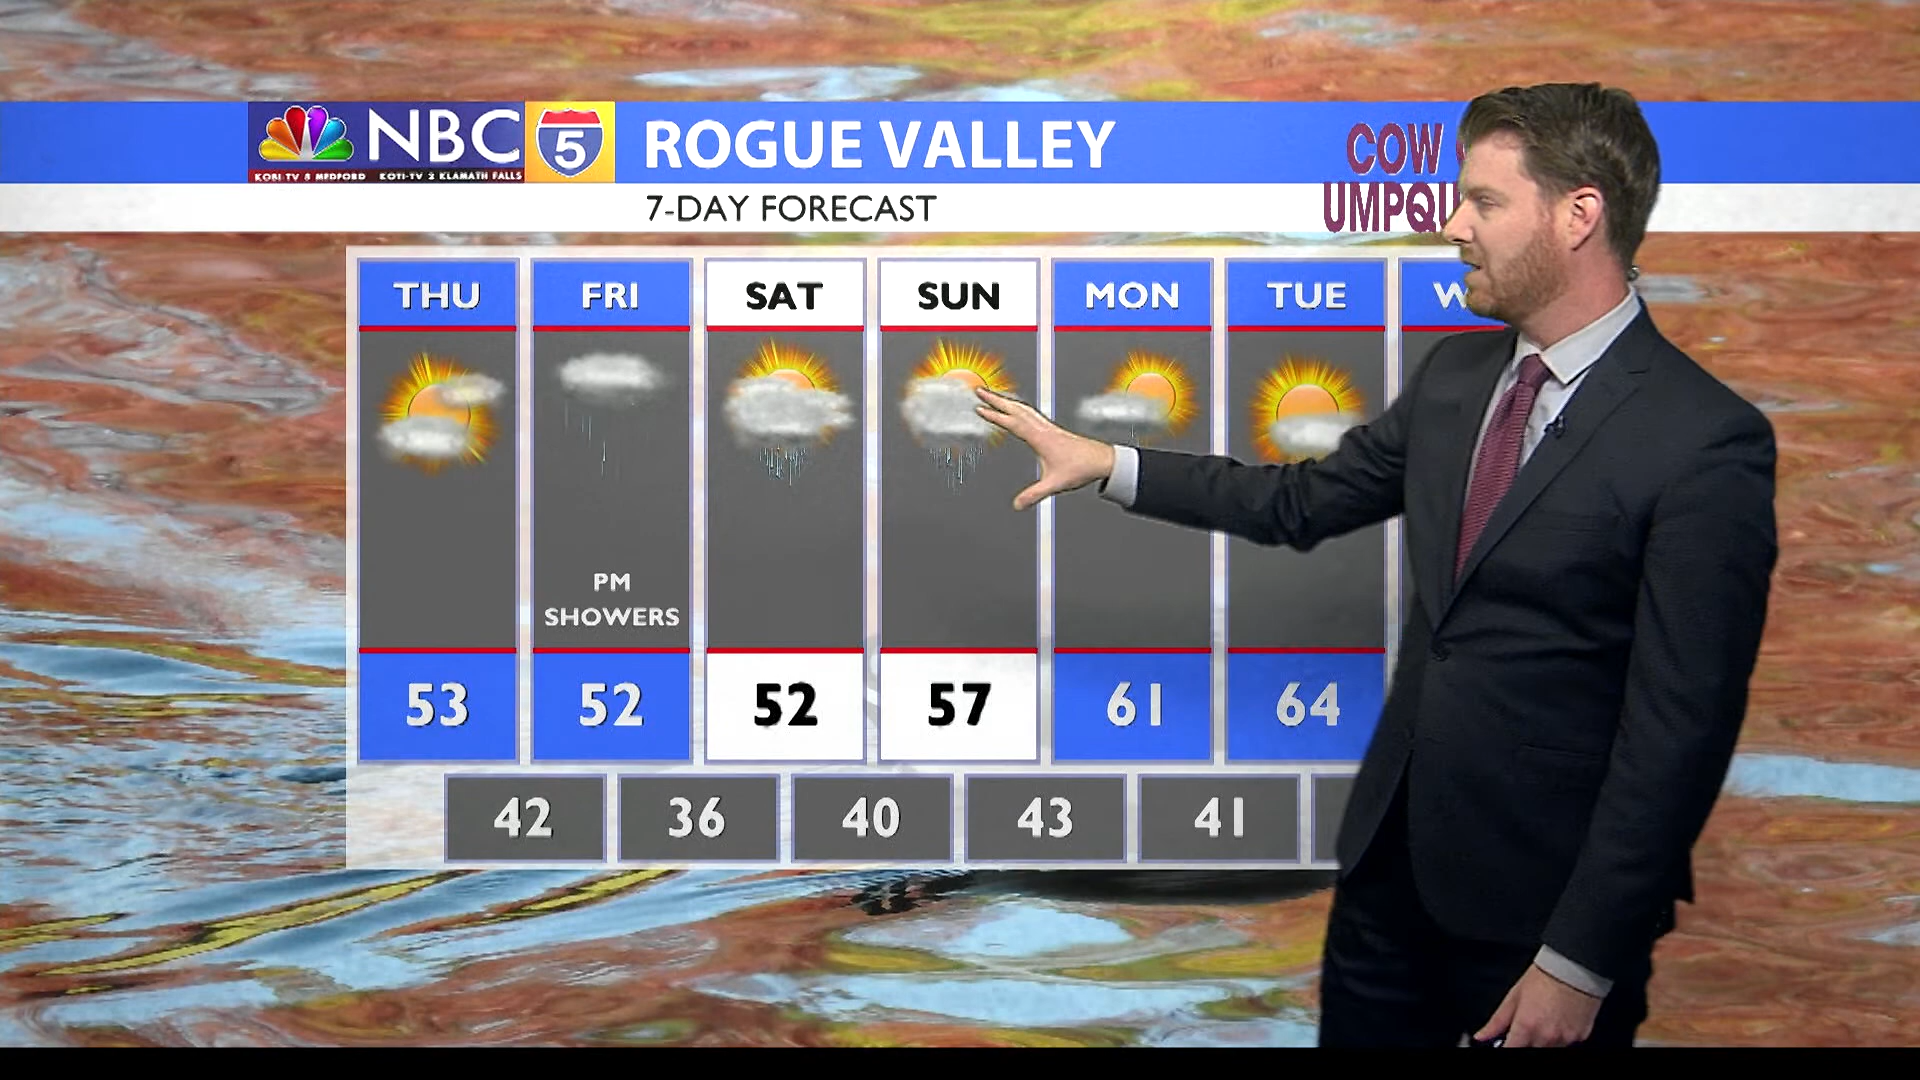 NBC 5
KOBI-TV 5 MEDFORD KOTI-TV 2 KLAMATH FALLS
ROGUE VALLEY
COW
7-DAY FORECAST
THU FRI SAT SUN MON TUE
PM
SHOWERS
53 52 52 57 61 64
42 36 40 43 41